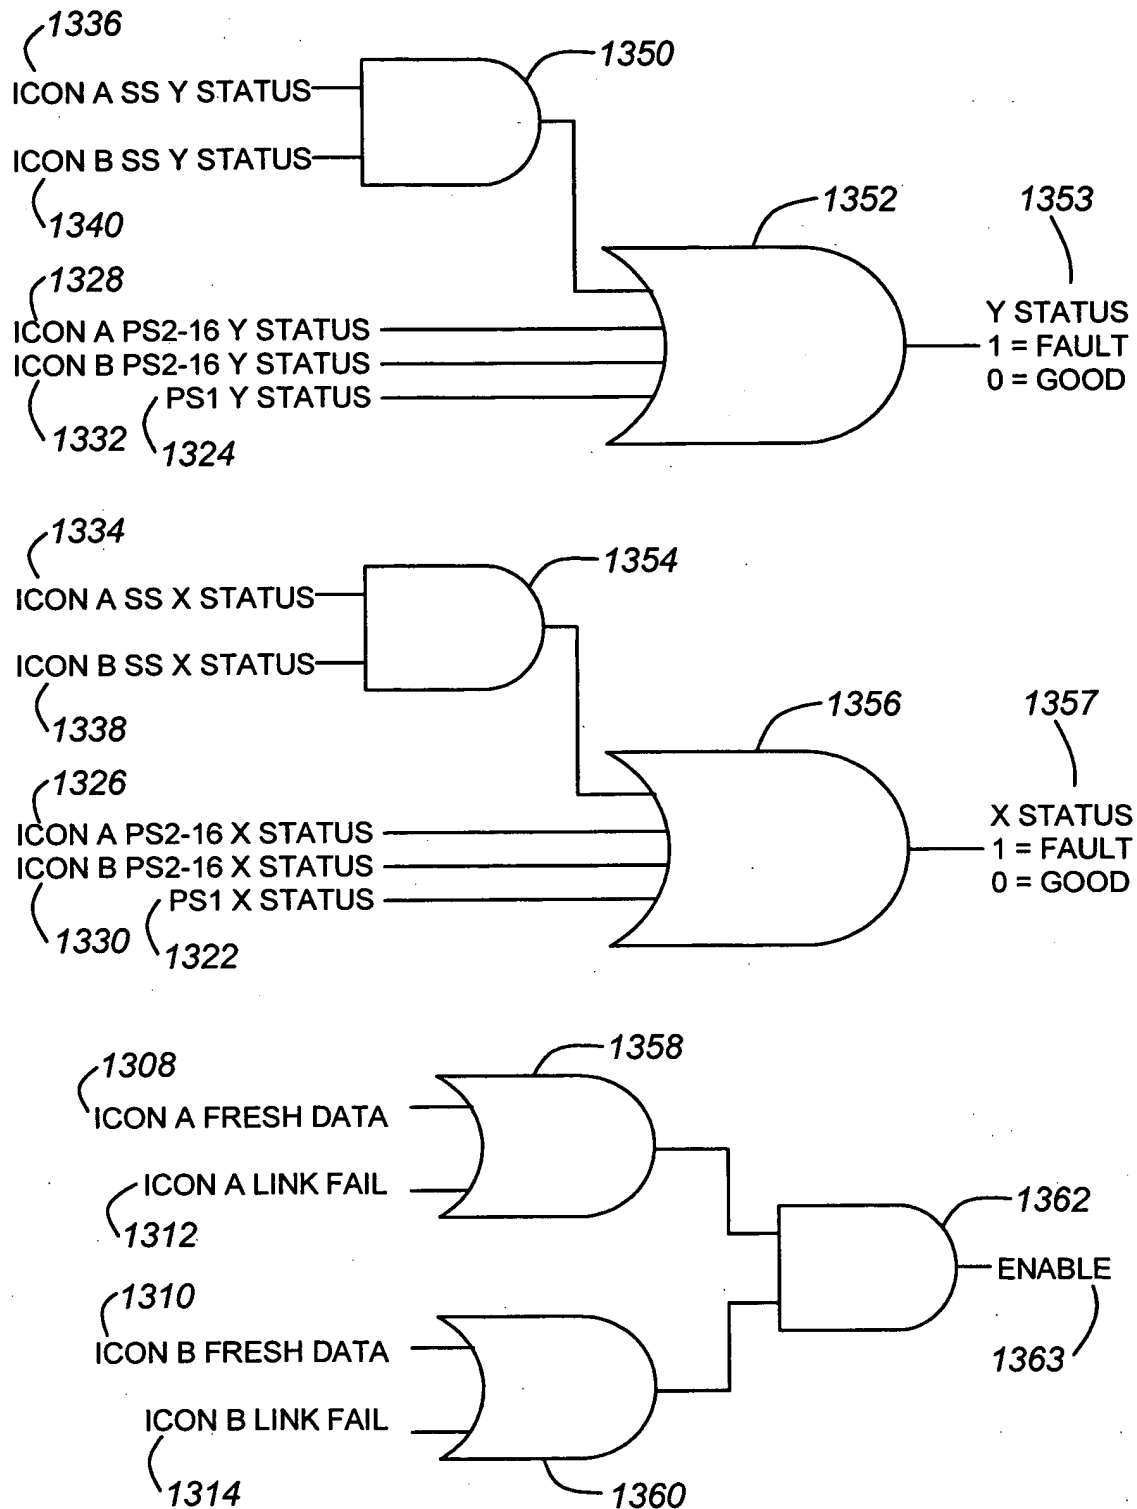 1336
1350
ICON A SS Y STATUS
ICON B SS Y STATUS
1340
1352
1353
1328
ICON A PS2-16 Y STATUS
ICON B PS2-16 Y STATUS
PS1 Y STATUS
1332
1324
Y STATUS
1 = FAULT
0 = GOOD
1334
1354
ICON A SS X STATUS
ICON B SS X STATUS
1338
1356
1357
1326
ICON A PS2-16 X STATUS
ICON B PS2-16 X STATUS
PS1 X STATUS
1330
1322
X STATUS
1 = FAULT
0 = GOOD
1308
1358
ICON A FRESH DATA
ICON A LINK FAIL
1312
1362
ENABLE
1363
1310
ICON B FRESH DATA
ICON B LINK FAIL
1314
1360